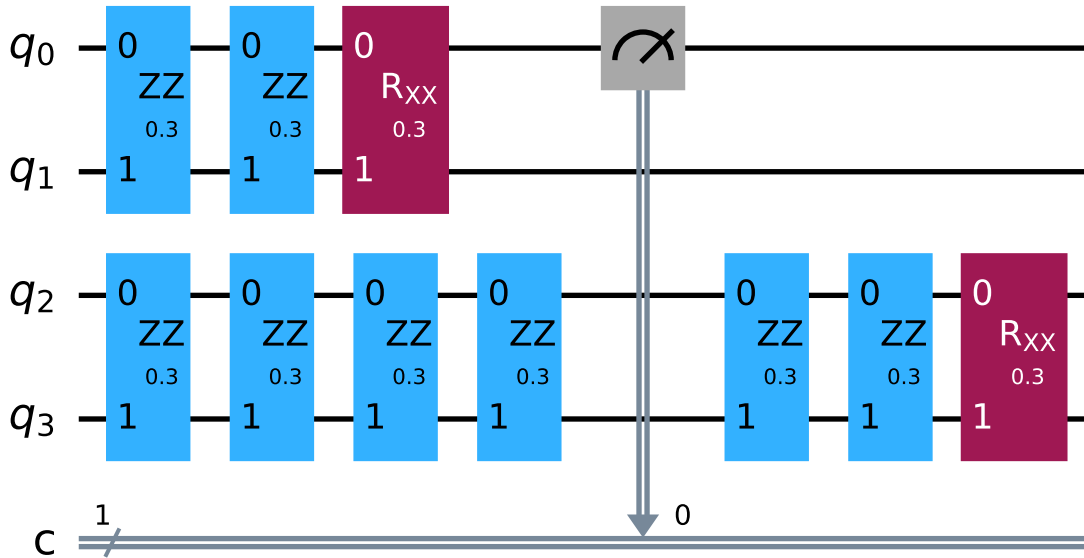 q0 0 0 0
ZZ ZZ RXX
0.3 0.3 0.3
q1 1 1 1
q2 0 0 0 0 0 0 0
ZZ ZZ ZZ ZZ ZZ ZZ RXX
0.3 0.3 0.3 0.3 0.3 0.3 0.3
q3 1 1 1 1 1 1 1
1 0
c